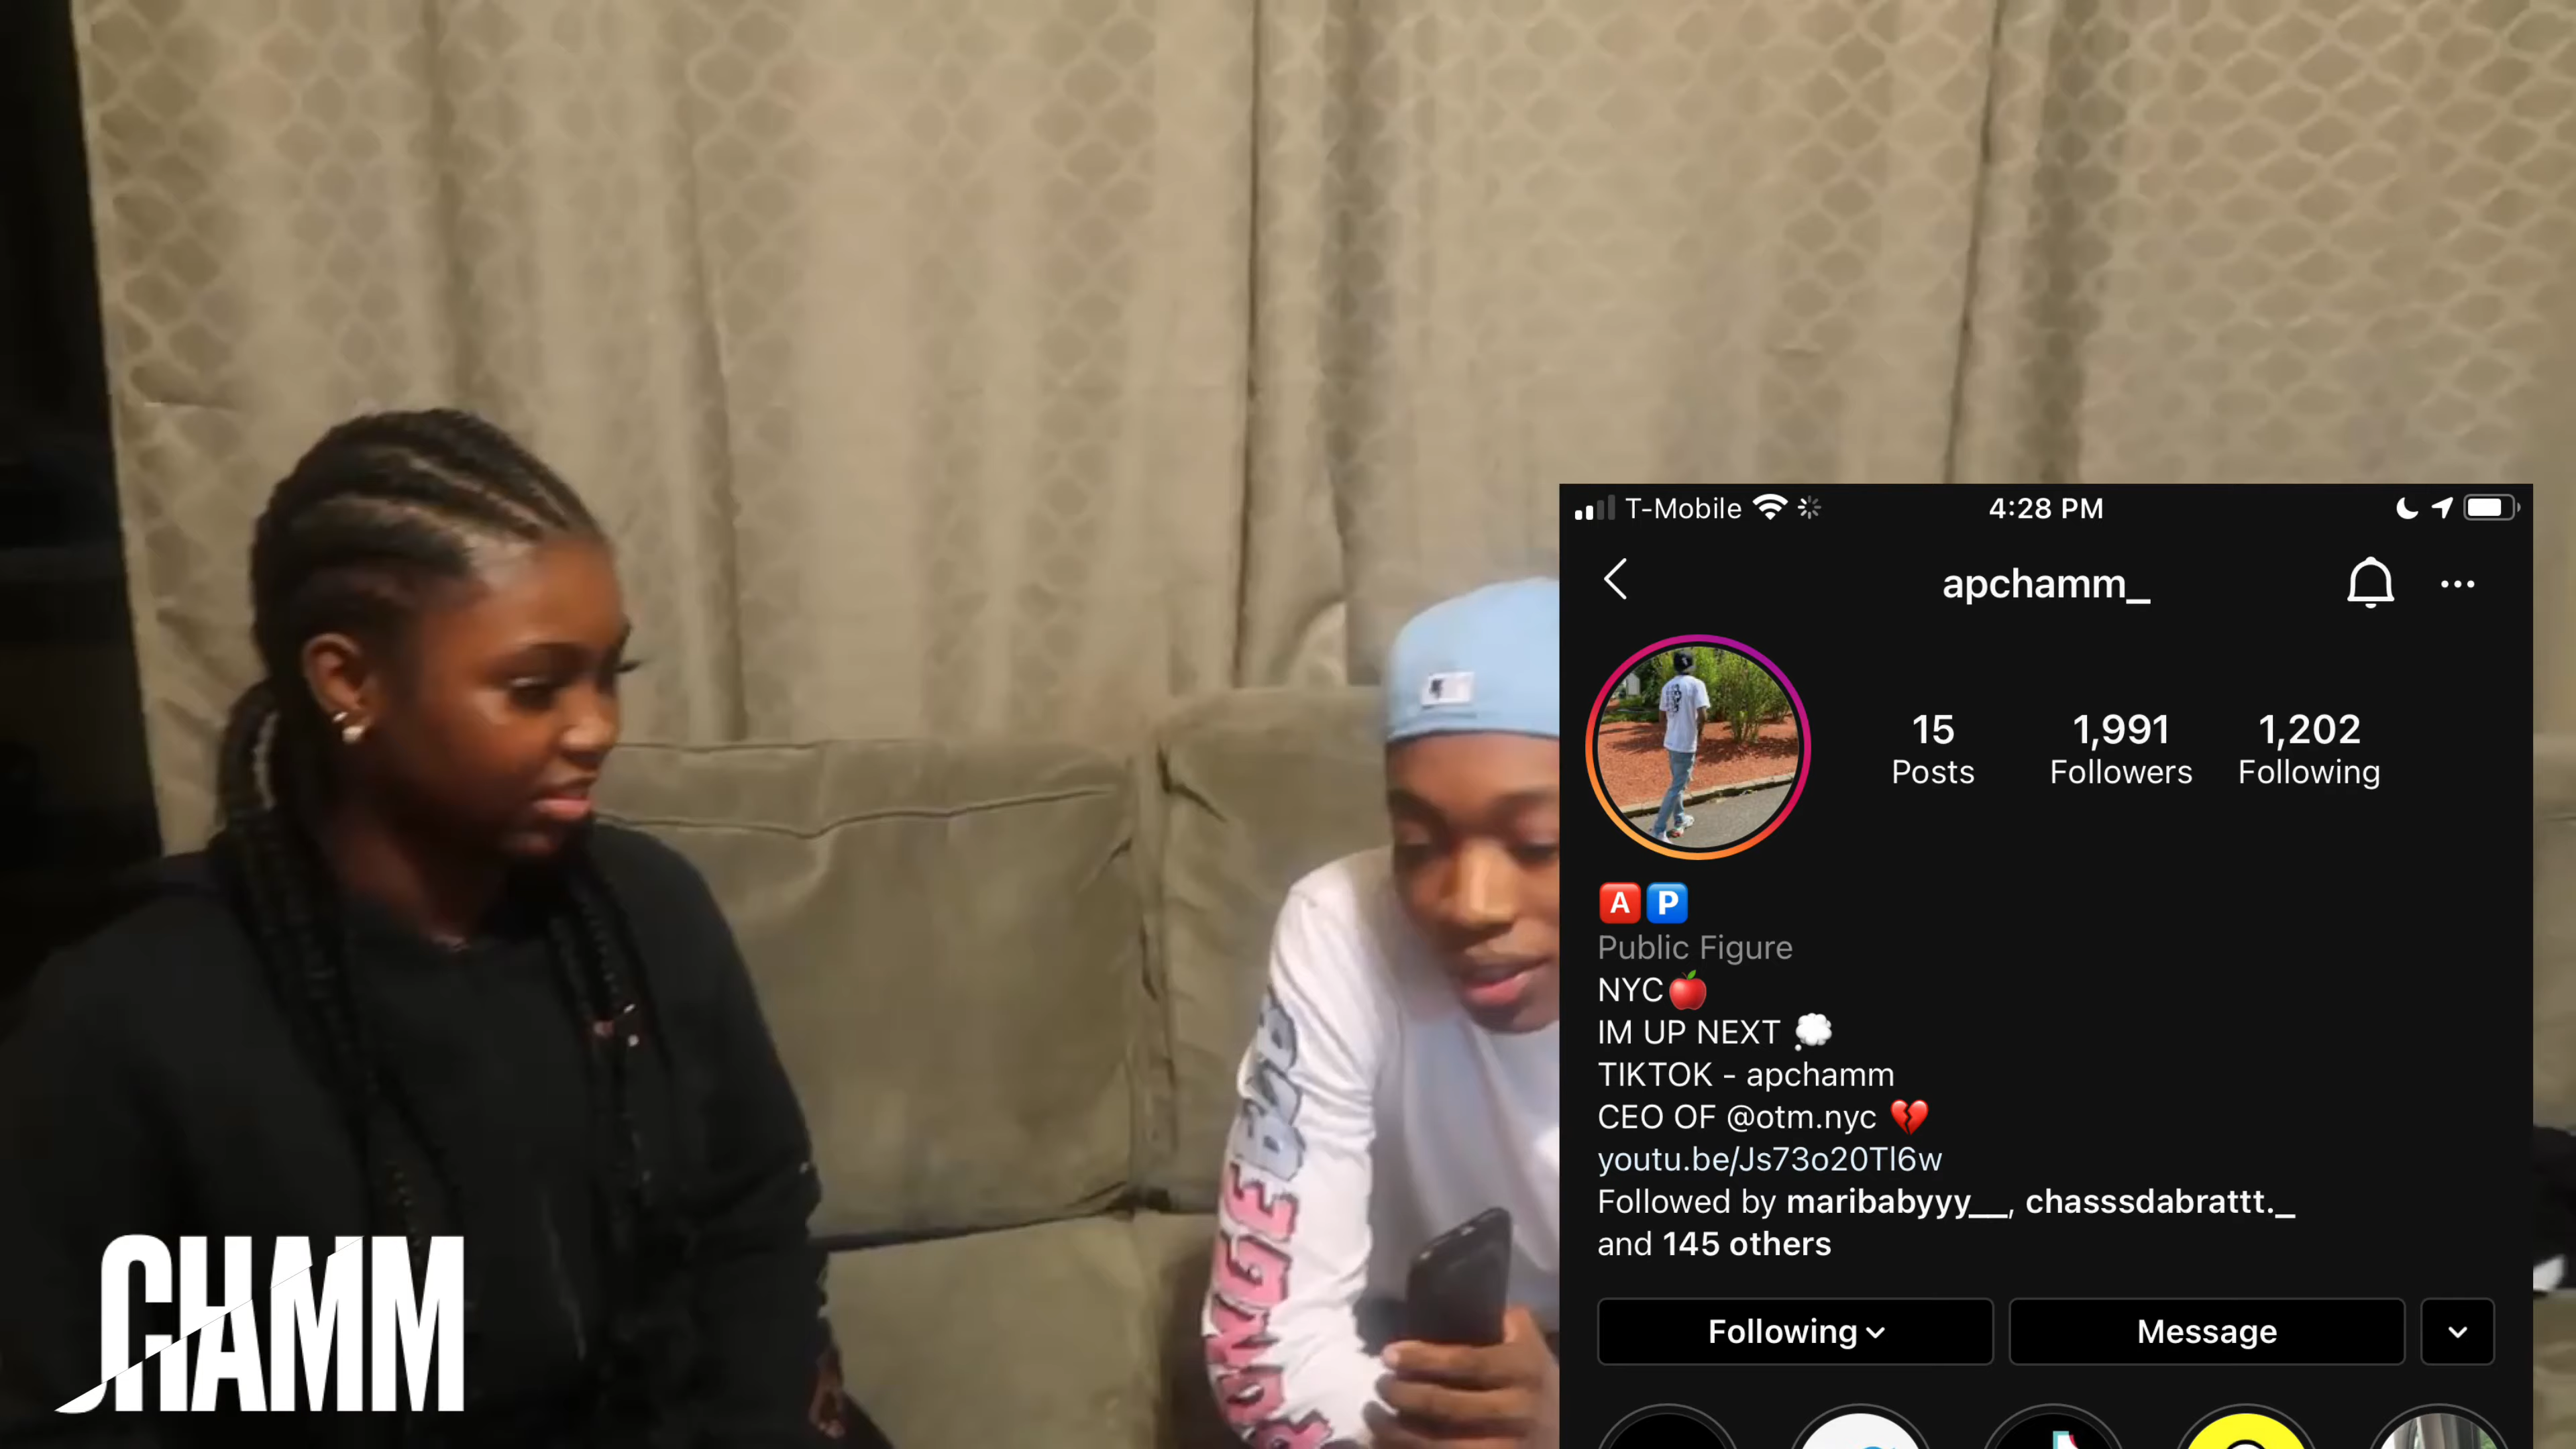 T-Mobile 4:28 PM
apchamm_
15 1,991 1,202
Posts Followers Following
🅰️🅿️
Public Figure
NYC🍎
IM UP NEXT 💭
TIKTOK - apchamm
CEO OF @otm.nyc 💔
youtu.be/Js73o20Tl6w
Followed by maribabyyy__, chasssdabrattt._
and 145 others
Following Message
CHAMM